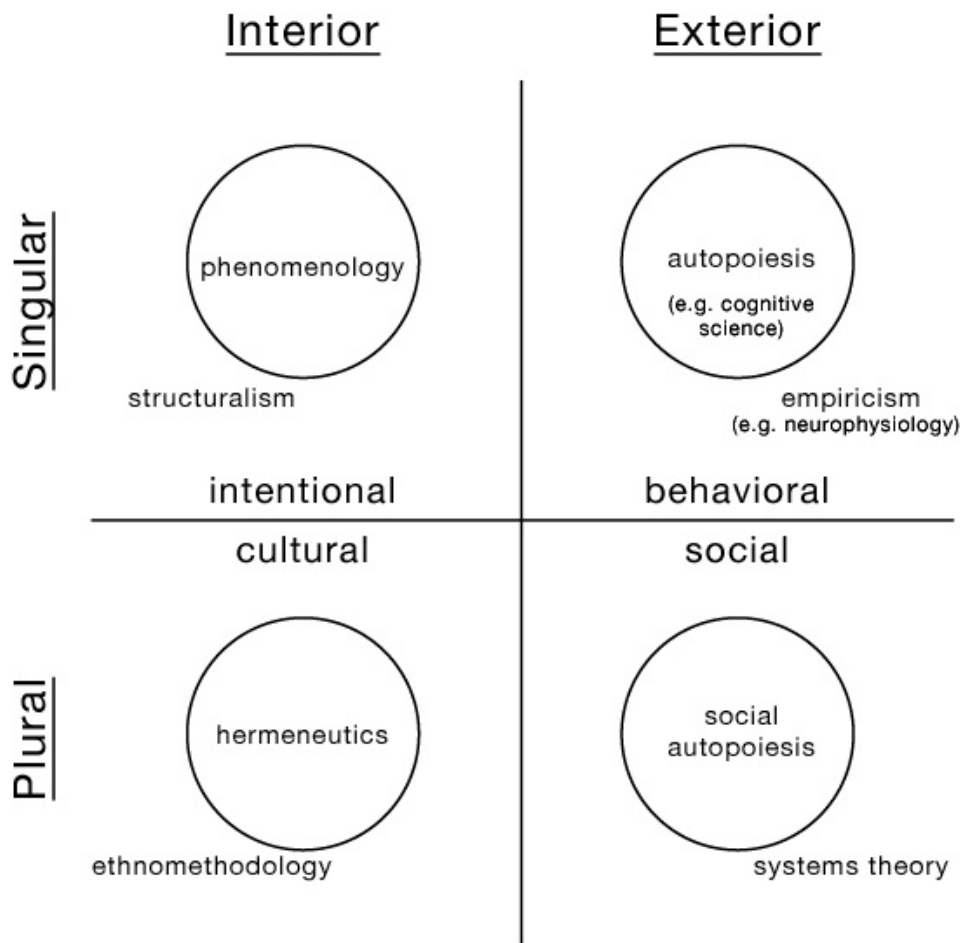 Interior
Exterior
Singular
phenomenology
autopoiesis
(e.g. cognitive
science)
structuralism
empiricism
(e.g. neurophysiology)
intentional
behavioral
cultural
social
Plural
hermeneutics
social
autopoiesis
ethnomethodology
systems theory